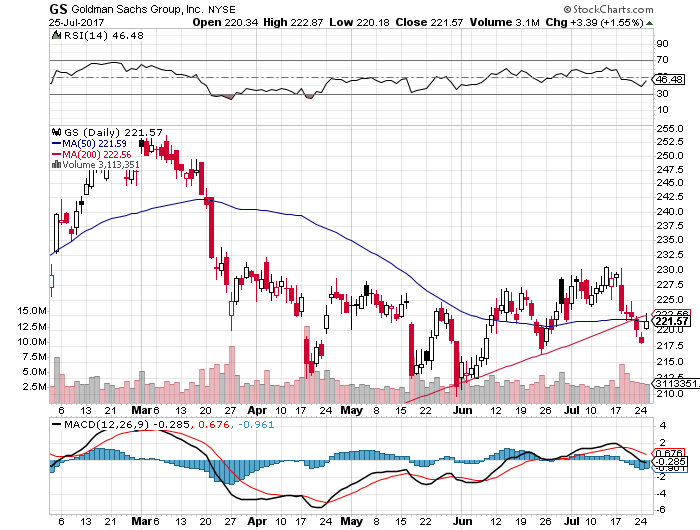 GS Goldman Sachs Group, Inc. NYSE © StockCharts.com
25-Jul-2017 Open 220.34 High 222.87 Low 220.18 Close 221.57 Volume 3.1M Chg +3.39 (+1.55%)
RSI(14) 46.48
90
70
50
46.48
30
10
GS (Daily) 221.57
MA(50) 221.59
MA(200) 222.56
Volume 3,113,351
255.0
252.5
250.0
247.5
245.0
242.5
240.0
237.5
235.0
232.5
230.0
227.5
225.0
221.57
220.0
217.5
215.0
212.5
3113351
210.0
15.0M
12.5M
10.0M
7.5M
5.0M
2.5M
6 13 21 Mar 13 20 27 Apr 10 17 24 May 8 15 22 Jun 12 19 26 Jul 10 17 24
MACD(12,26,9) -0.285, 0.676, -0.961
4
2
0.676
-0.285
-2
-4
-6
6 13 21 Mar 13 20 27 Apr 10 17 24 May 8 15 22 Jun 12 19 26 Jul 10 17 24